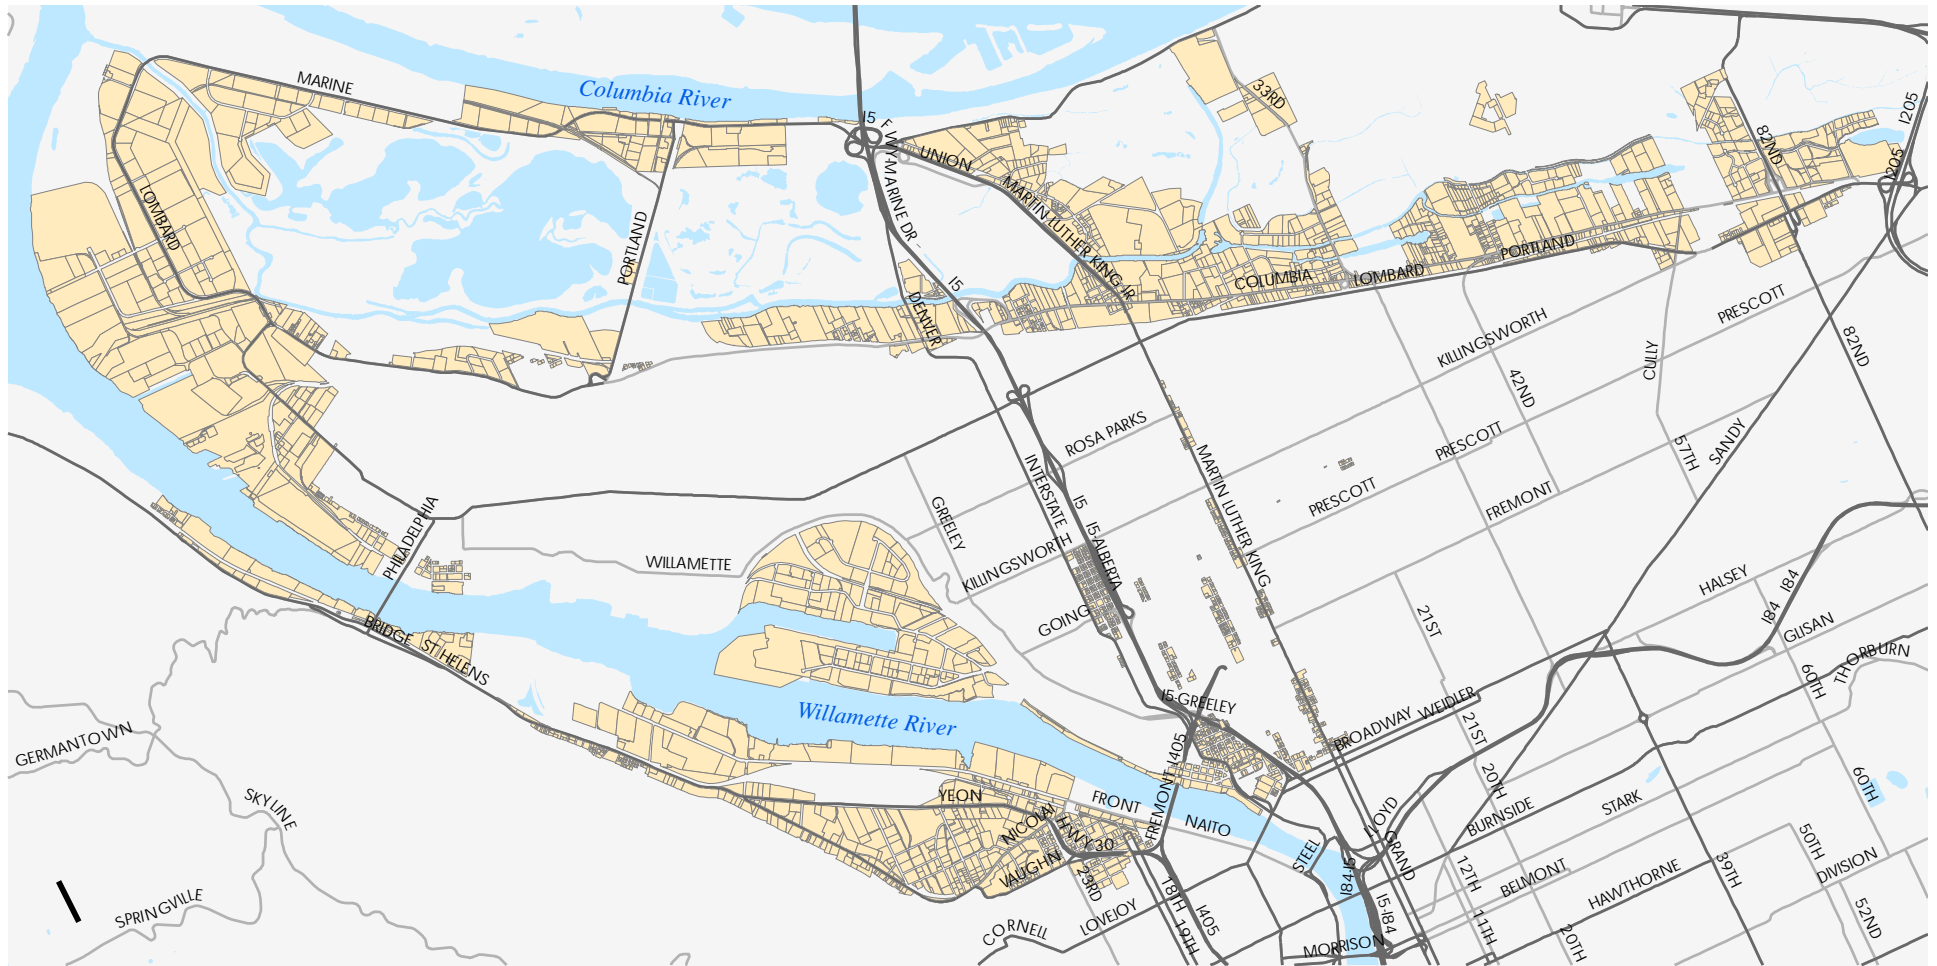 MARINE
Columbia River
I5
FWY-MARINE DR
UNION
33RD
82ND
I205
I205
LOMBARD
PORTLAND
MARTIN LUTHER KING JR
I5
DENVER
COLUMBIA
LOMBARD
PORTLAND
KILLINGSWORTH
PRESCOTT
82ND
CULLY
42ND
ROSA PARKS
PRESCOTT
57TH
SANDY
INTERSTATE
MARTIN LUTHER KING
PRESCOTT
FREMONT
GREELEY
I5
I5-ALBERTA
PHILADELPHIA
WILLAMETTE
KILLINGSWORTH
GOING
21ST
HALSEY
I84
I84
GLISAN
THORBURN
60TH
BRIDGE
ST HELENS
I5-GREELEY
Willamette River
BROADWAY
WEIDLER
21ST
GERMANTOWN
I405
20TH
60TH
SKYLINE
YEON
FRONT
NAITO
FREMONT
NICOLAI
HWY 30
LLOYD
BURNSIDE
STARK
STEEL
GRAND
50TH
DIVISION
VAUGHN
23RD
I84-I5
12TH
BELMONT
HAWTHORNE
39TH
SPRINGVILLE
CORNELL
LOVEJOY
18TH
19TH
I405
I5-I84
11TH
20TH
52ND
MORRISON